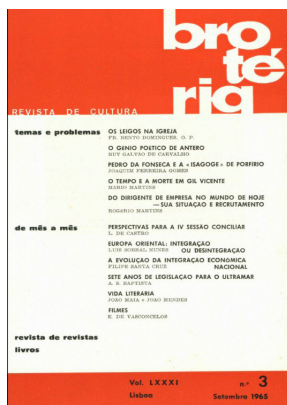 bro
té
ria
REVISTA DE CULTURA
temas e problemas
OS LEIGOS NA IGREJA
FR. BENTO DOMINGUES, O. P.
O GÉNIO POÉTICO DE ANTERO
RUY GALVÃO DE CARVALHO
PEDRO DA FONSECA E A «ISAGOGE» DE PORFIRIO
JOAQUIM FERREIRA GOMES
O TEMPO E A MORTE EM GIL VICENTE
MÁRIO MARTINS
DO DIRIGENTE DE EMPRESA NO MUNDO DE HOJE
—SUA SITUAÇÃO E RECRUTAMENTO
ROGÉRIO MARTINS
de mês a mês
PERSPECTIVAS PARA A IV SESSÃO CONCILIAR
L. DE CASTRO
EUROPA ORIENTAL: INTEGRAÇÃO
OU DESINTEGRAÇÃO
LUIS SOBRAL NUNES
A EVOLUÇÃO DA INTEGRAÇÃO ECONÓMICA
NACIONAL
FILIPE SANTA CRUZ
SETE ANOS DE LEGISLAÇÃO PARA O ULTRAMAR
A. S. BAPTISTA
VIDA LITERÁRIA
JOÃO MAIA e JOÃO MENDES
FILMES
E. DE VASCONCELOS
revista de revistas
livros
Vol. LXXXI
n.º 3
Lisboa
Setembro 1965